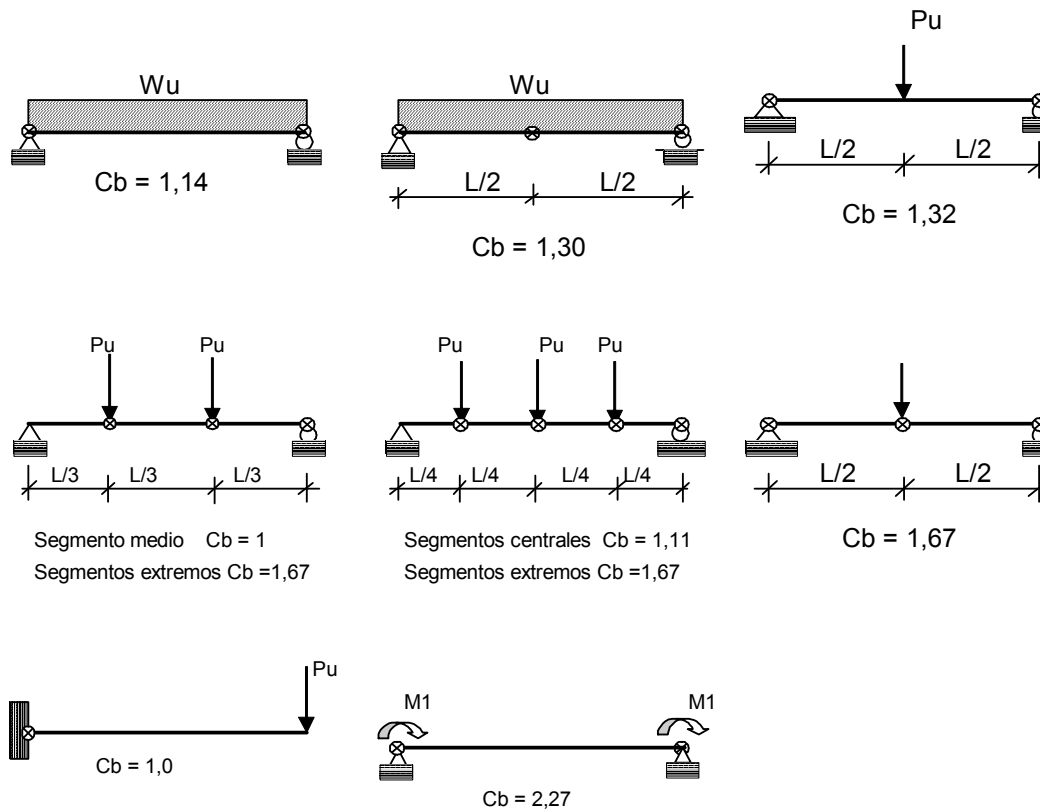 Pu
Wu
Wu
Cb = 1,14
L/2
L/2
L/2
L/2
Cb = 1,30
Cb = 1,32
Pu
Pu
Pu
Pu
Pu
L/3
L/3
L/3
L/4
L/4
L/4
L/4
L/2
L/2
Segmento medio Cb = 1
Segmentos extremos Cb =1,67
Segmentos centrales Cb = 1,11
Segmentos extremos Cb =1,67
Cb = 1,67
Pu
Cb = 1,0
M1
M1
Cb = 2,27